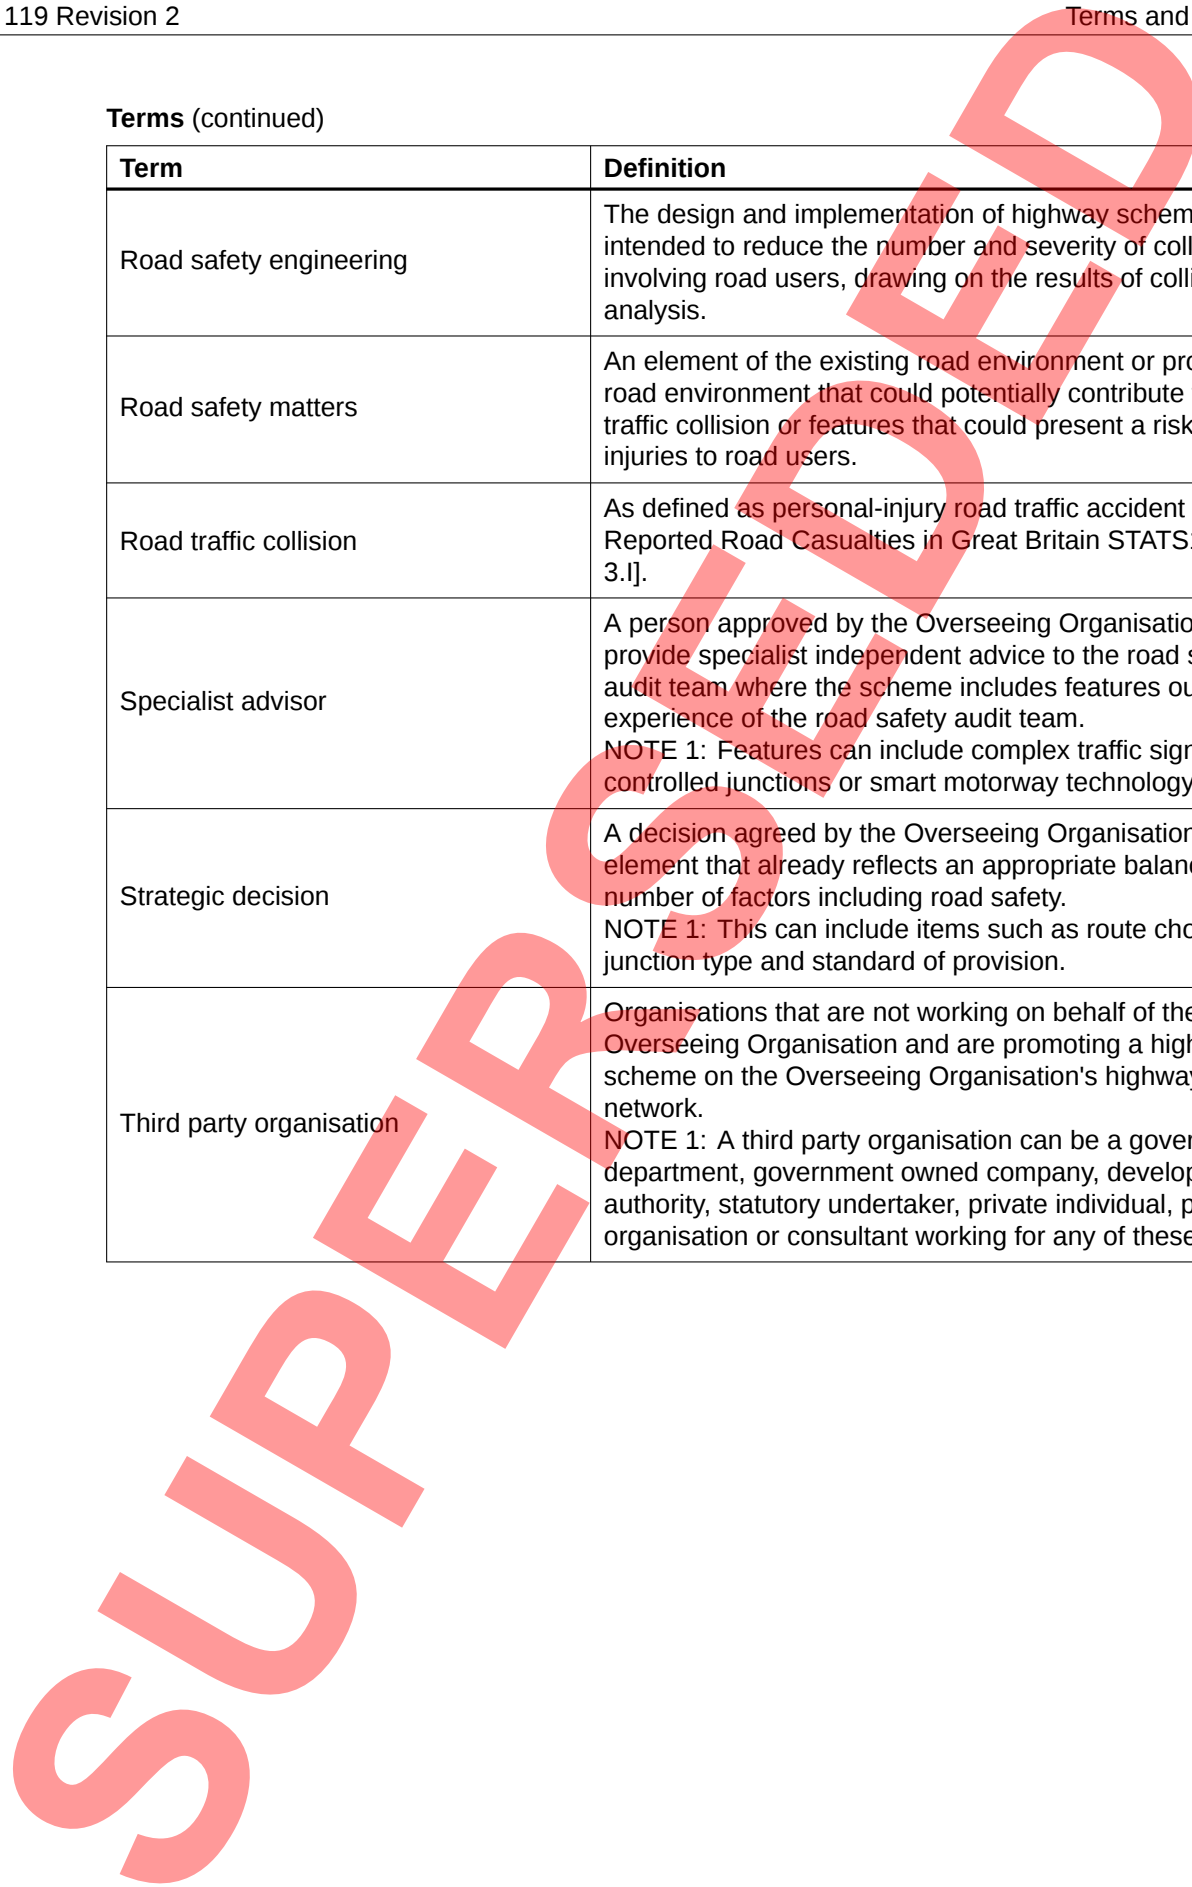 119 Revision 2
Terms and
Terms (continued)
Term
Definition
Road safety engineering
The design and implementation of highway schem
intended to reduce the number and severity of coll
involving road users, drawing on the results of colli
analysis.
Road safety matters
An element of the existing road environment or pro
road environment that could potentially contribute
traffic collision or features that could present a risk
injuries to road users.
Road traffic collision
As defined as personal-injury road traffic accident
Reported Road Casualties in Great Britain STATS
3.I].
Specialist advisor
A person approved by the Overseeing Organisatio
provide specialist independent advice to the road s
audit team where the scheme includes features ou
experience of the road safety audit team.
NOTE 1: Features can include complex traffic sign
controlled junctions or smart motorway technology
Strategic decision
A decision agreed by the Overseeing Organisation
element that already reflects an appropriate balanc
number of factors including road safety.
NOTE 1: This can include items such as route cho
junction type and standard of provision.
Third party organisation
Organisations that are not working on behalf of the
Overseeing Organisation and are promoting a high
scheme on the Overseeing Organisation's highway
network.
NOTE 1: A third party organisation can be a gover
department, government owned company, develop
authority, statutory undertaker, private individual, p
organisation or consultant working for any of these
SUPERSEDED